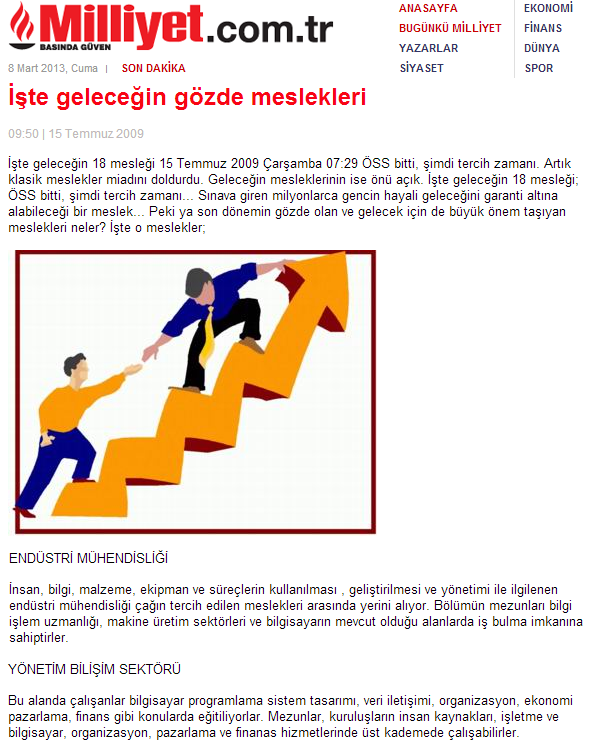 Milliyet.com.tr
BASINDA GÜVEN
ANASAYFA
BUGÜNKÜ MİLLİYET
YAZARLAR
SİYASET
EKONOMİ
FİNANS
DÜNYA
SPOR
8 Mart 2013, Cuma | SON DAKİKA
İşte geleceğin gözde meslekleri
09:50 | 15 Temmuz 2009
İşte geleceğin 18 mesleği 15 Temmuz 2009 Çarşamba 07:29 ÖSS bitti, şimdi tercih zamanı. Artık
klasik meslekler miadını doldurdu. Geleceğin mesleklerinin ise önü açık. İşte geleceğin 18 mesleği;
ÖSS bitti, şimdi tercih zamanı... Sınava giren milyonlarca gencin hayali geleceğini garanti altına
alabileceği bir meslek... Peki ya son dönemin gözde olan ve gelecek için de büyük önem taşıyan
meslekleri neler? İşte o meslekler;
ENDÜSTRİ MÜHENDİSLİĞİ
İnsan, bilgi, malzeme, ekipman ve süreçlerin kullanılması , geliştirilmesi ve yönetimi ile ilgilenen
endüstri mühendisliği çağın tercih edilen meslekleri arasında yerini alıyor. Bölümün mezunları bilgi
işlem uzmanlığı, makine üretim sektörleri ve bilgisayarın mevcut olduğu alanlarda iş bulma imkanına
sahiptirler.
YÖNETİM BİLİŞİM SEKTÖRÜ
Bu alanda çalışanlar bilgisayar programlama sistem tasarımı, veri iletişimi, organizasyon, ekonomi
pazarlama, finans gibi konularda eğitiliyorlar. Mezunlar, kuruluşların insan kaynakları, işletme ve
bilgisayar, organizasyon, pazarlama ve finanas hizmetlerinde üst kademede çalışabilirler.